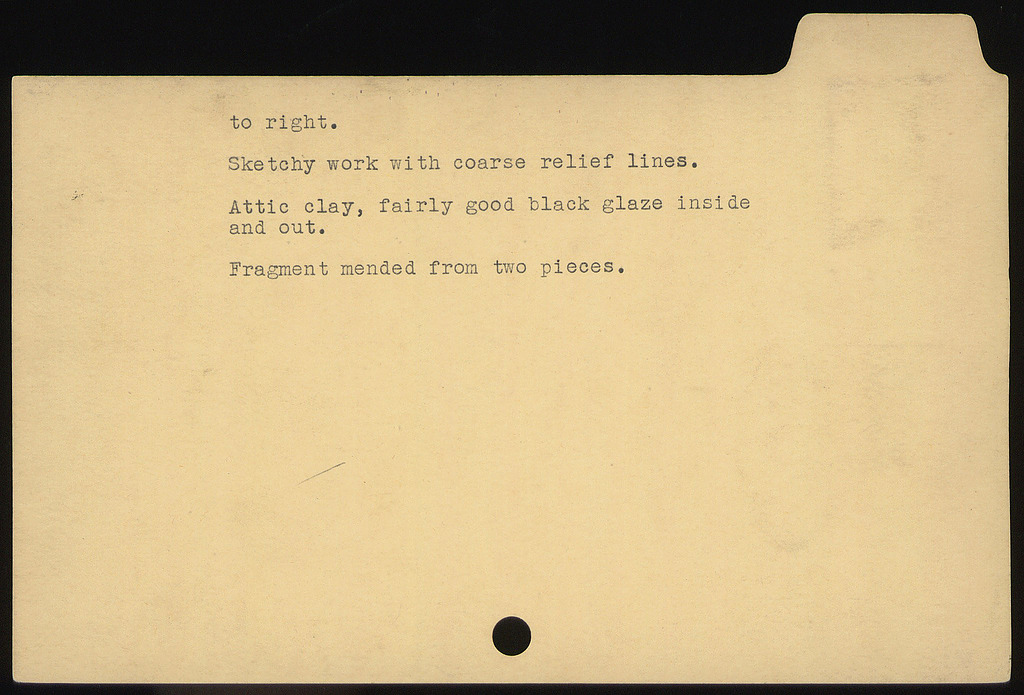 to right.
Sketchy work with coarse relief lines.
Attic clay, fairly good black glaze inside
and out.
Fragment mended from two pieces.